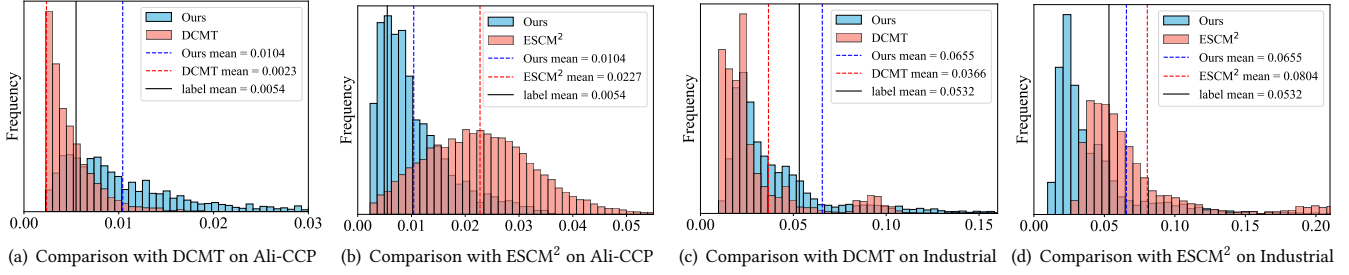 Frequency
Ours
DCMT
Ours mean = 0.0104
DCMT mean = 0.0023
label mean = 0.0054
0.00 0.01 0.02 0.03
(a) Comparison with DCMT on Ali-CCP
Frequency
Ours
ESCM²
Ours mean = 0.0104
ESCM² mean = 0.0227
label mean = 0.0054
0.00 0.01 0.02 0.03 0.04 0.05
(b) Comparison with ESCM² on Ali-CCP
Frequency
Ours
DCMT
Ours mean = 0.0655
DCMT mean = 0.0366
label mean = 0.0532
0.00 0.05 0.10 0.15
(c) Comparison with DCMT on Industrial
Frequency
Ours
ESCM²
Ours mean = 0.0655
ESCM² mean = 0.0804
label mean = 0.0532
0.00 0.05 0.10 0.15 0.20
(d) Comparison with ESCM² on Industrial